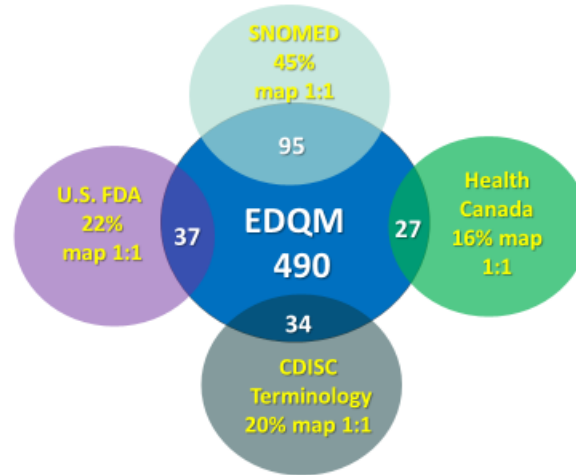 SNOMED
45%
map 1:1
95
U.S. FDA
22%
map 1:1
37
EDQM
490
27
Health
Canada
16% map
1:1
34
CDISC
Terminology
20% map 1:1